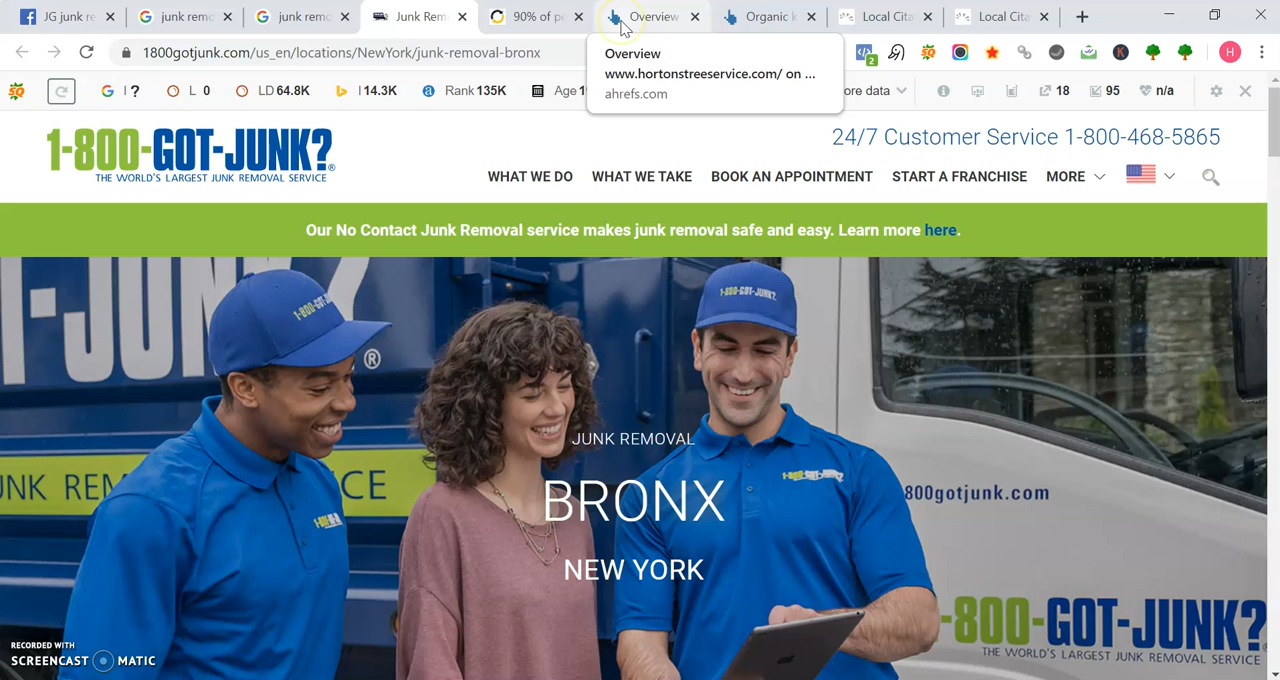 JG junk re
junk remo
junk remo
Junk Rem
90% of p
Overview
Organic k
Local Cita
Local Cita
1800gotjunk.com/us_en/locations/NewYork/junk-removal-bronx
Overview
www.hortonstreeservice.com/ on ...
ahrefs.com
2
H
I ?
L 0
LD 64.8K
I 14.3K
Rank 135K
Age 1
ore data
18
95
n/a
1-800-GOT-JUNK?®
THE WORLD'S LARGEST JUNK REMOVAL SERVICE
24/7 Customer Service 1-800-468-5865
WHAT WE DO
WHAT WE TAKE
BOOK AN APPOINTMENT
START A FRANCHISE
MORE
Our No Contact Junk Removal service makes junk removal safe and easy. Learn more here.
JUNK REMOVAL
BRONX
NEW YORK
800gotjunk.com
-800-GOT-JUNK?
THE WORLD'S LARGEST JUNK REMOVAL SERVICE
RECORDED WITH
SCREENCAST MATIC